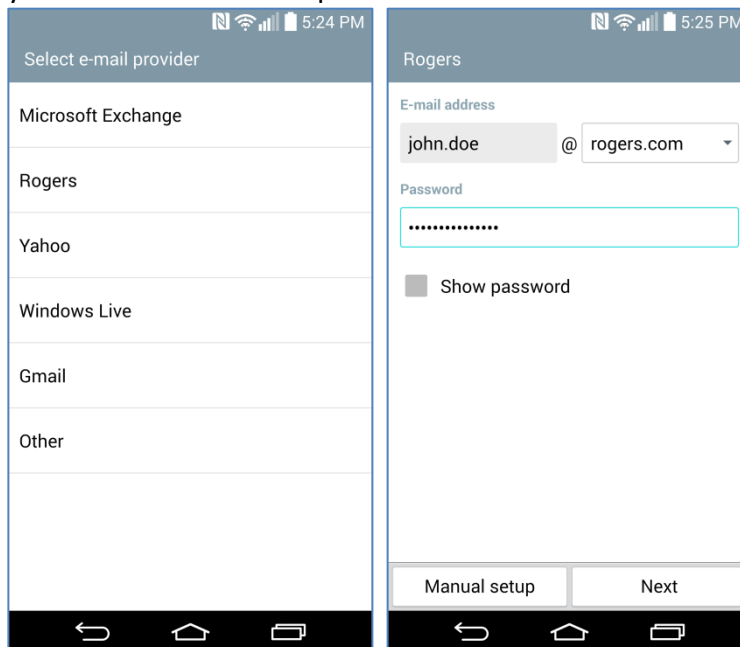 5:24 PM
Select e-mail provider
Microsoft Exchange
Rogers
Yahoo
Windows Live
Gmail
Other
5:25 PM
Rogers
E-mail address
john.doe @ rogers.com
Password
•••••••••••••••
Show password
Manual setup Next